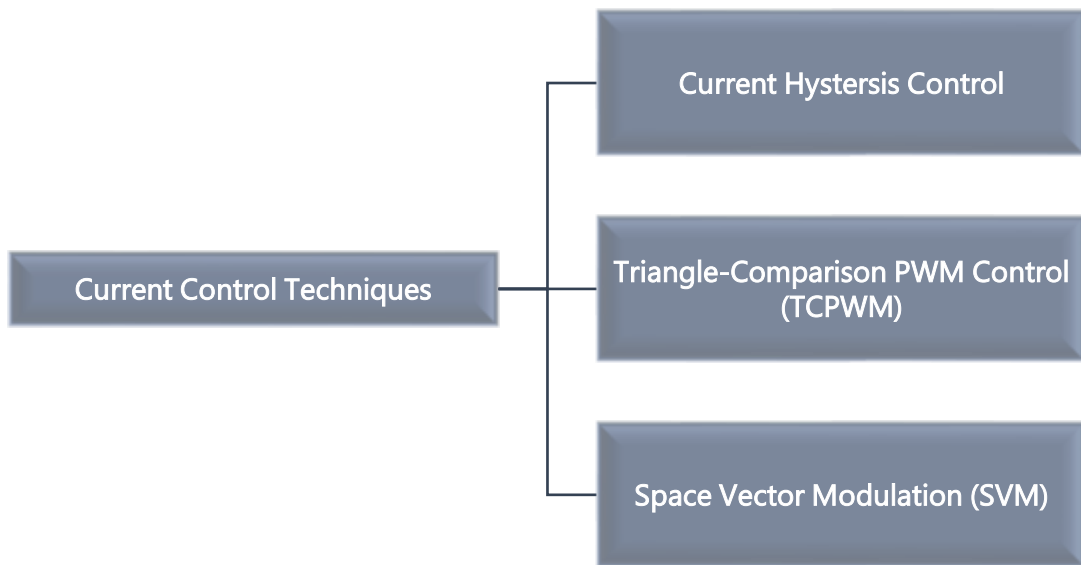 Current Hystersis Control
Current Control Techniques
Triangle-Comparison PWM Control
(TCPWM)
Space Vector Modulation (SVM)